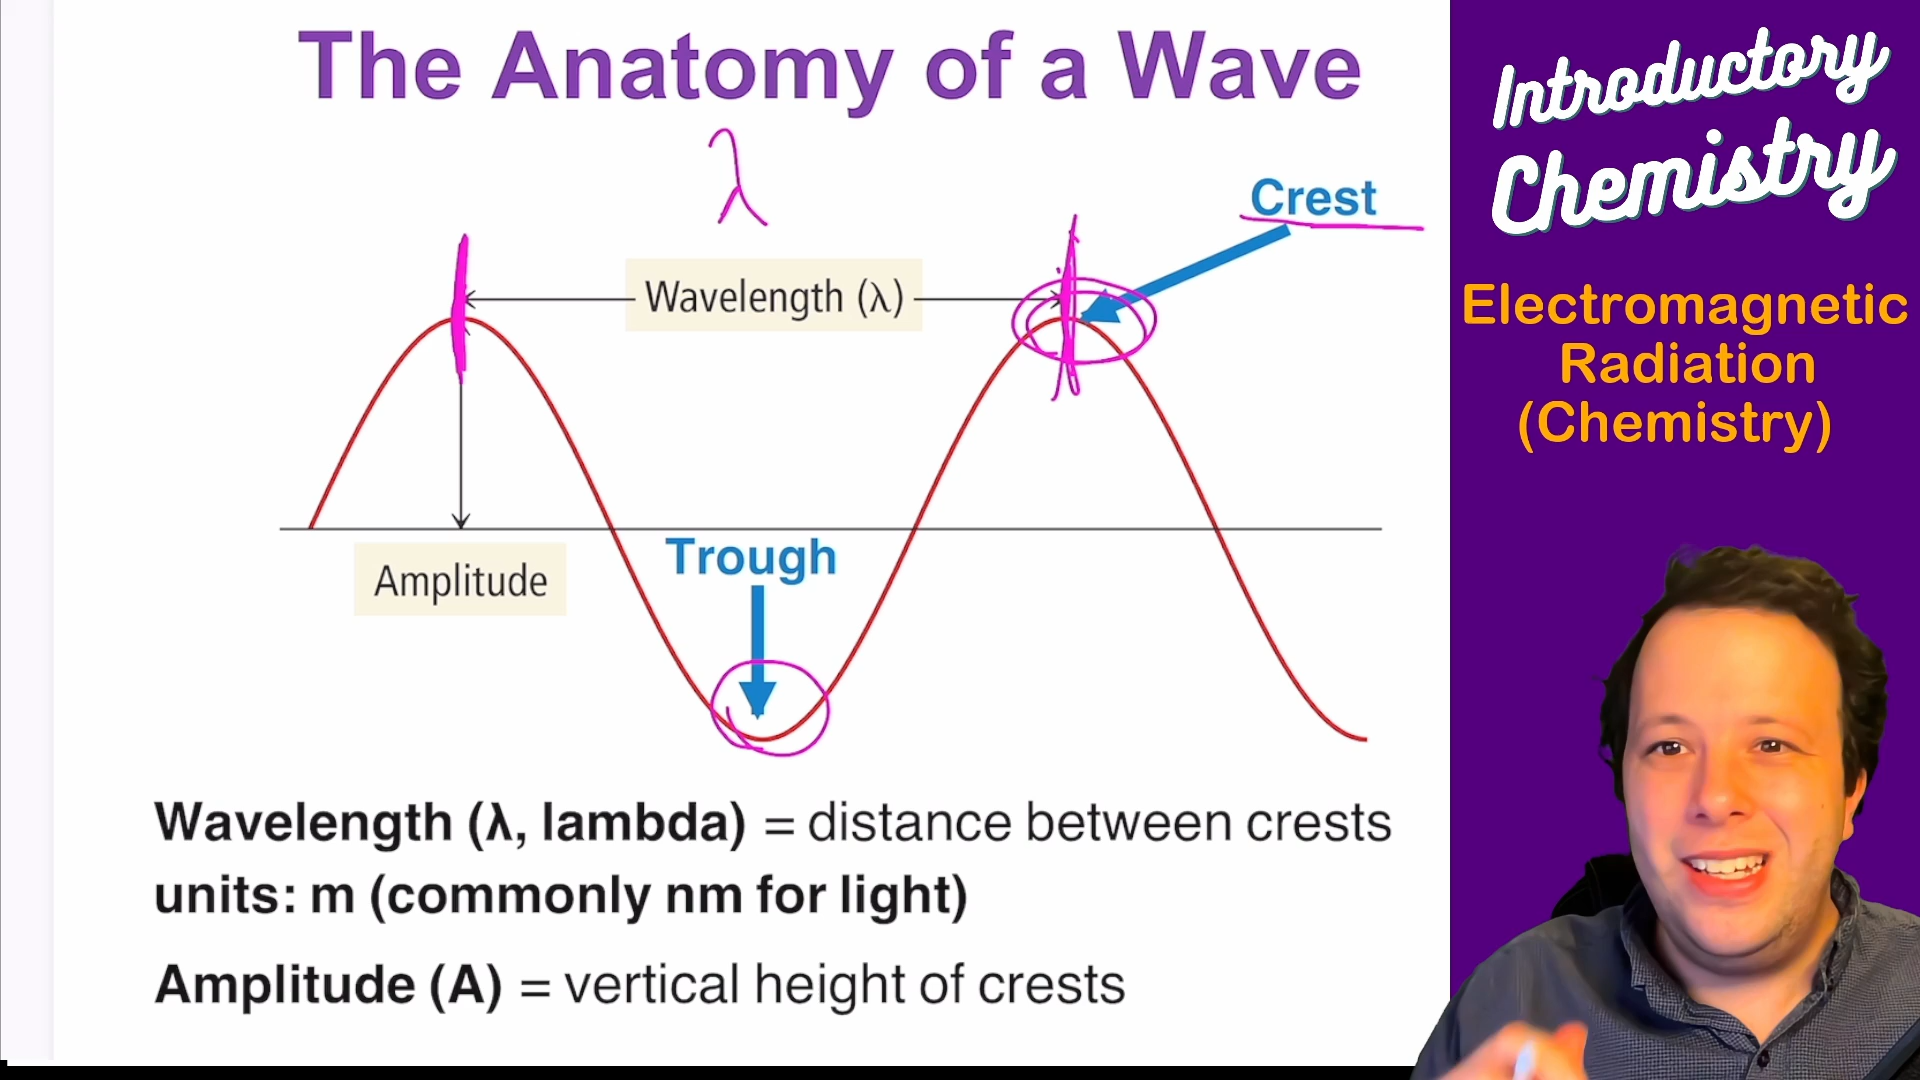 The Anatomy of a Wave
λ
Crest
Wavelength (λ)
Trough
Amplitude
Wavelength (λ, lambda) = distance between crests
units: m (commonly nm for light)
Amplitude (A) = vertical height of crests
Introductory
Chemistry
Electromagnetic
Radiation
(Chemistry)